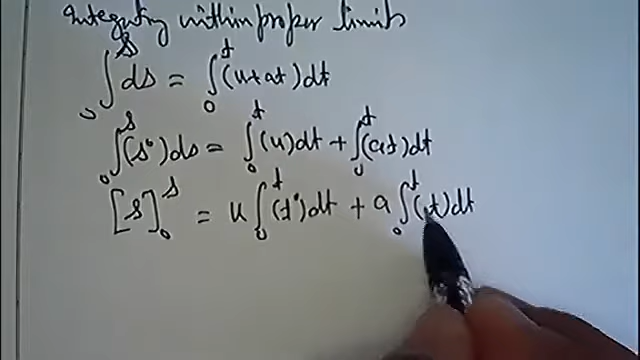 Integrating within proper limits
∫₀ˢ ds = ∫₀ᵗ (u+at) dt
∫₀ˢ (s⁰) ds = ∫₀ᵗ (u) dt + ∫₀ᵗ (at) dt
[s]₀ˢ = u ∫₀ᵗ (t⁰) dt + a ∫₀ᵗ (t) dt